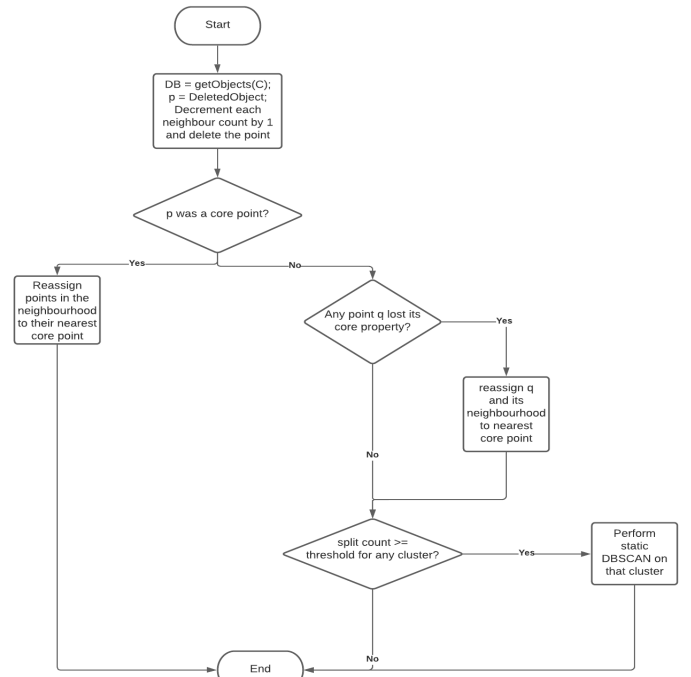 Start
DB = getObjects(C);
p = DeletedObject;
Decrement each
neighbour count by 1
and delete the point
p was a core point?
Yes
No
Reassign
points in the
neighbourhood
to their nearest
core point
Any point q lost its
core property?
Yes
reassign q
and its
neighbourhood
to nearest
core point
No
split count >=
threshold for any cluster?
Yes
Perform
static
DBSCAN on
that cluster
No
End